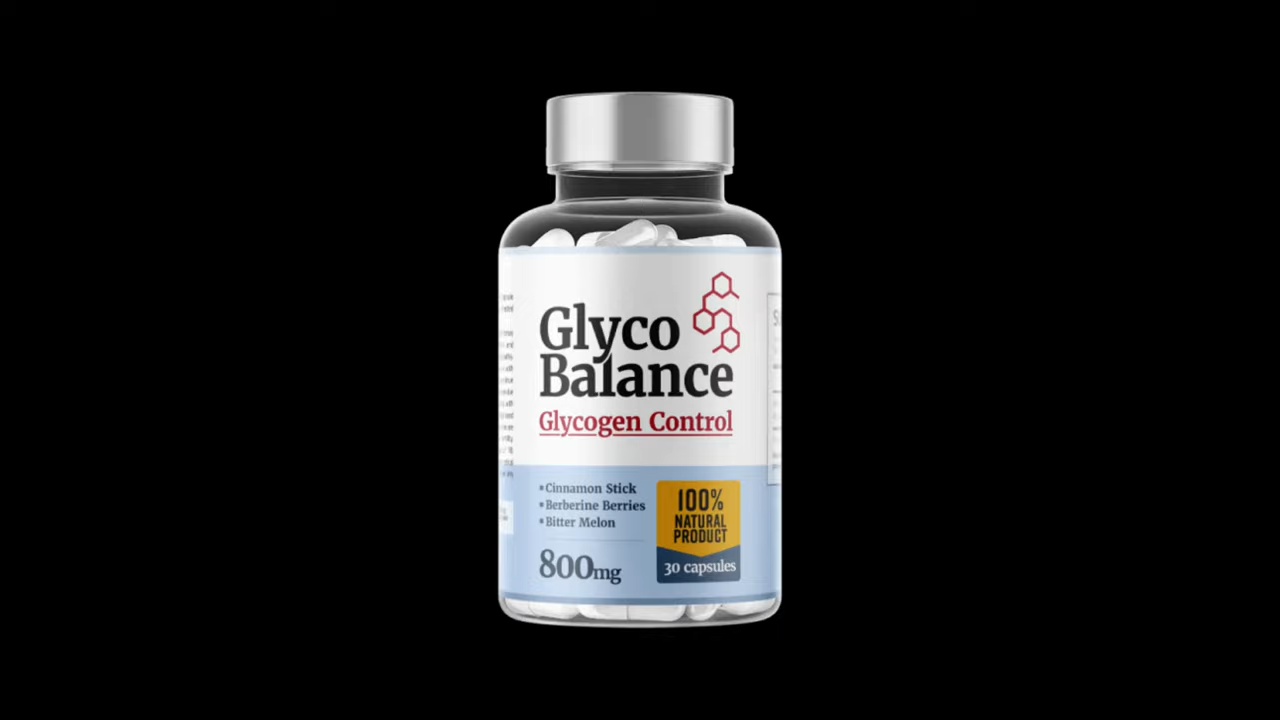 Glyco
Balance
Glycogen Control
Cinnamon Stick
Berberine Berries
Bitter Melon
800mg
100%
NATURAL
PRODUCT
30 capsules